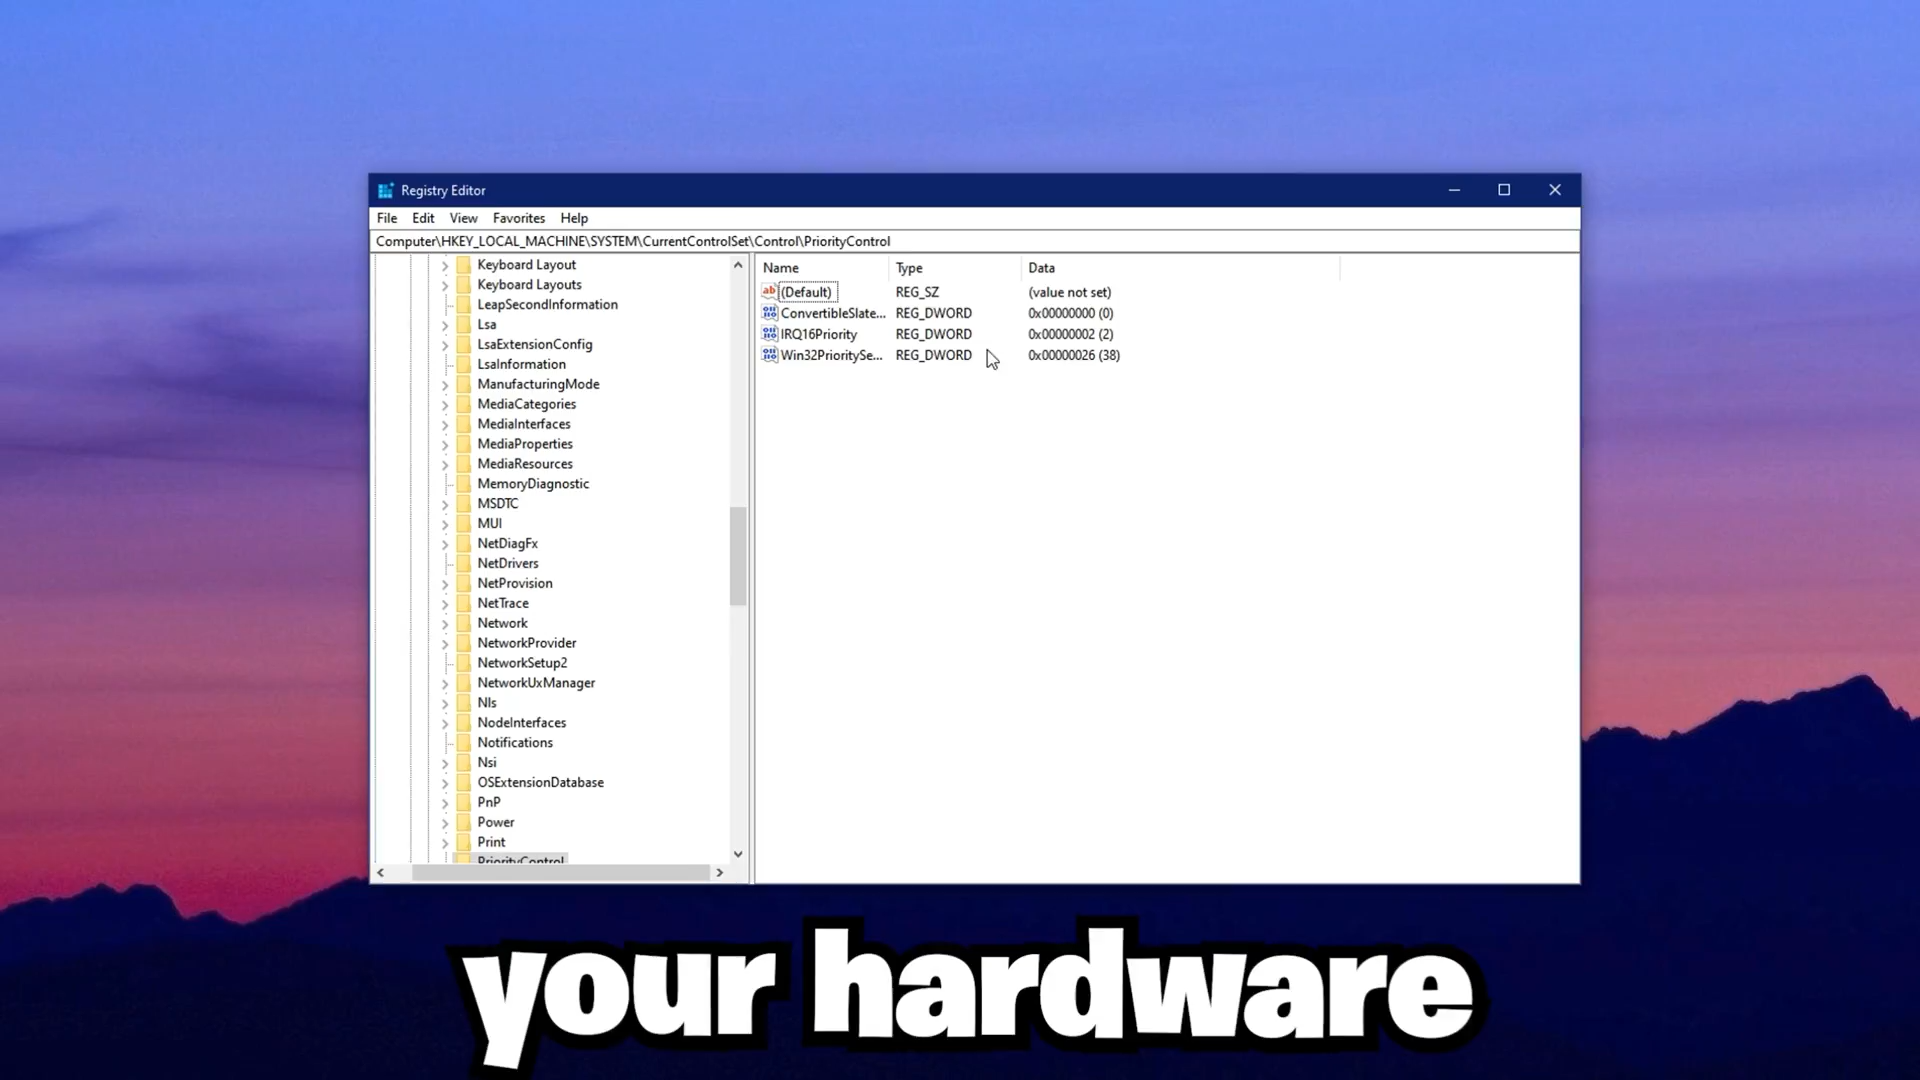 Registry Editor
File Edit View Favorites Help
Computer\HKEY_LOCAL_MACHINE\SYSTEM\CurrentControlSet\Control\PriorityControl
Keyboard Layout
Keyboard Layouts
LeapSecondInformation
Lsa
LsaExtensionConfig
LsaInformation
ManufacturingMode
MediaCategories
MediaInterfaces
MediaProperties
MediaResources
MemoryDiagnostic
MSDTC
MUI
NetDiagFx
NetDrivers
NetProvision
NetTrace
Network
NetworkProvider
NetworkSetup2
NetworkUxManager
Nls
NodeInterfaces
Notifications
Nsi
OSExtensionDatabase
PnP
Power
Print
PriorityControl
Name Type Data
(Default) REG_SZ (value not set)
ConvertibleSlate... REG_DWORD 0x00000000 (0)
IRQ16Priority REG_DWORD 0x00000002 (2)
Win32PrioritySe... REG_DWORD 0x00000026 (38)
your hardware